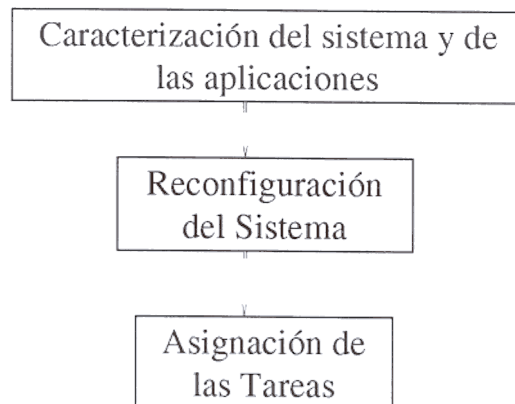 Caracterización del sistema y de
las aplicaciones
Reconfiguración
del Sistema
Asignación de
las Tareas